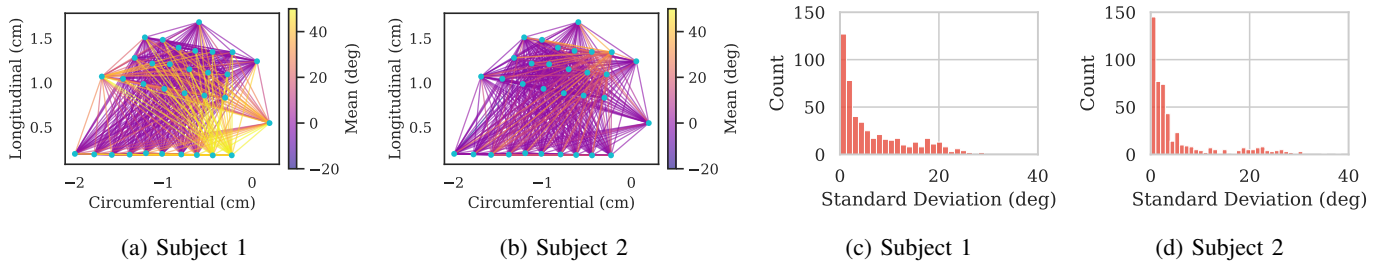 Longitudinal (cm)
1.5
1.0
0.5
−2
−1
0
Circumferential (cm)
40
20
0
−20
Mean (deg)
(a) Subject 1
Longitudinal (cm)
1.5
1.0
0.5
−2
−1
0
Circumferential (cm)
40
20
0
−20
Mean (deg)
(b) Subject 2
Count
150
100
50
0
0
20
40
Standard Deviation (deg)
(c) Subject 1
Count
150
100
50
0
0
20
40
Standard Deviation (deg)
(d) Subject 2